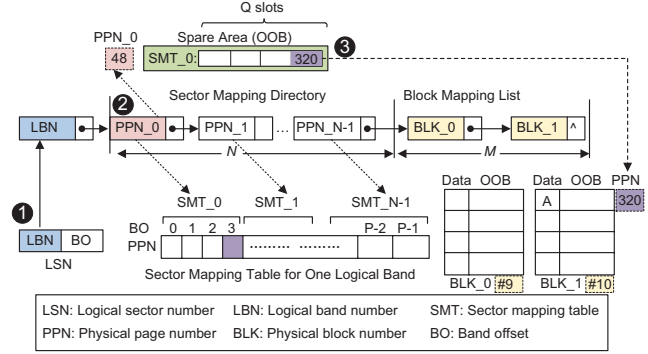 Q slots
PPN_0
Spare Area (OOB)
3
48
SMT_0:
320
2
Sector Mapping Directory
Block Mapping List
LBN
PPN_0
PPN_1
...
PPN_N-1
BLK_0
BLK_1
^
N
M
1
SMT_0
SMT_1
SMT_N-1
Data OOB
Data OOB
PPN
A
320
LBN BO
LSN
BO 0 1 2 3 P-2 P-1
PPN ......... .........
Sector Mapping Table for One Logical Band
BLK_0 #9
BLK_1 #10
LSN: Logical sector number LBN: Logical band number SMT: Sector mapping table
PPN: Physical page number BLK: Physical block number BO: Band offset